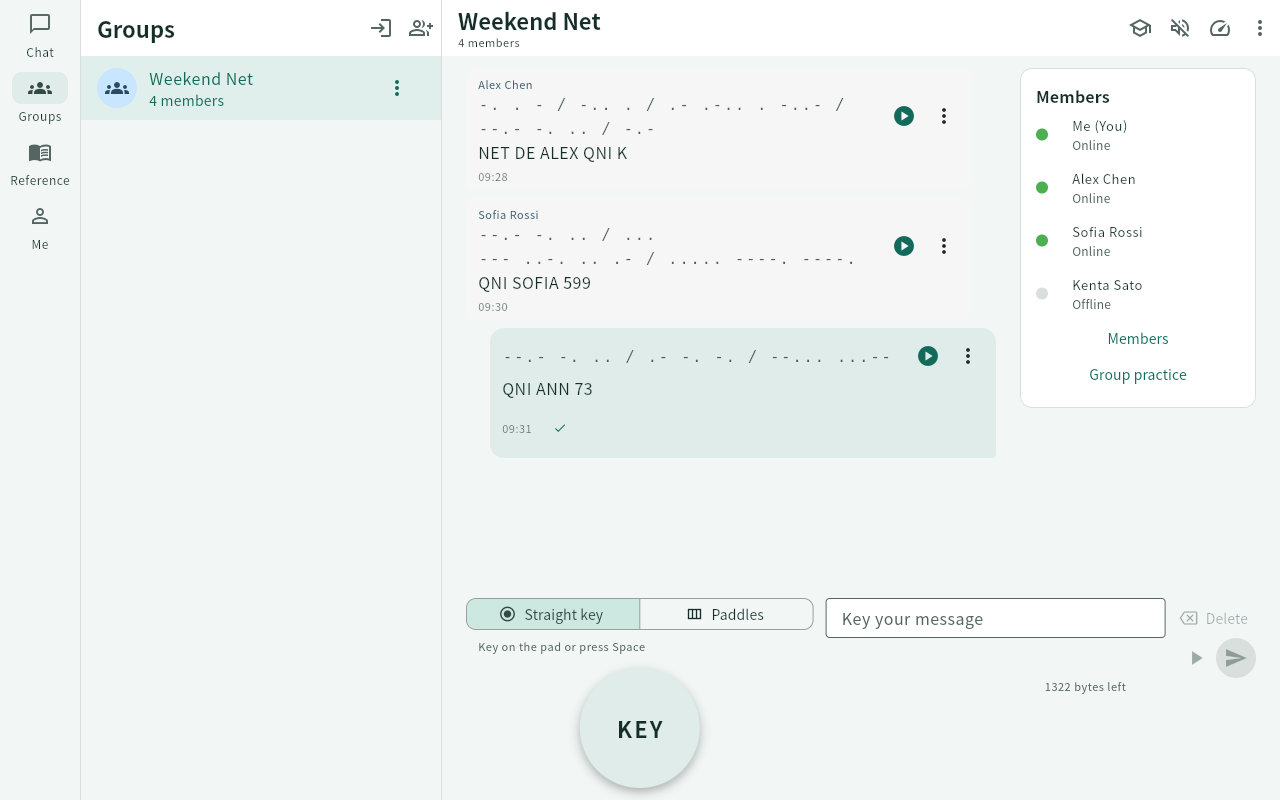 Chat
Groups
Reference
Me
Groups
Weekend Net
4 members
Weekend Net
4 members
Alex Chen
-. . - / -.. . / .- .-.. . -..- /
--.- -. .. / -.-
NET DE ALEX QNI K
09:28
Sofia Rossi
--.- -. .. / ...
--- ..-. .. .- / ..... ----. ----.
QNI SOFIA 599
09:30
--.- -. .. / .- -. -. / --... ...--
QNI ANN 73
09:31
Members
Me (You)
Online
Alex Chen
Online
Sofia Rossi
Online
Kenta Sato
Offline
Members
Group practice
Straight key
Paddles
Key on the pad or press Space
KEY
Key your message
Delete
1322 bytes left